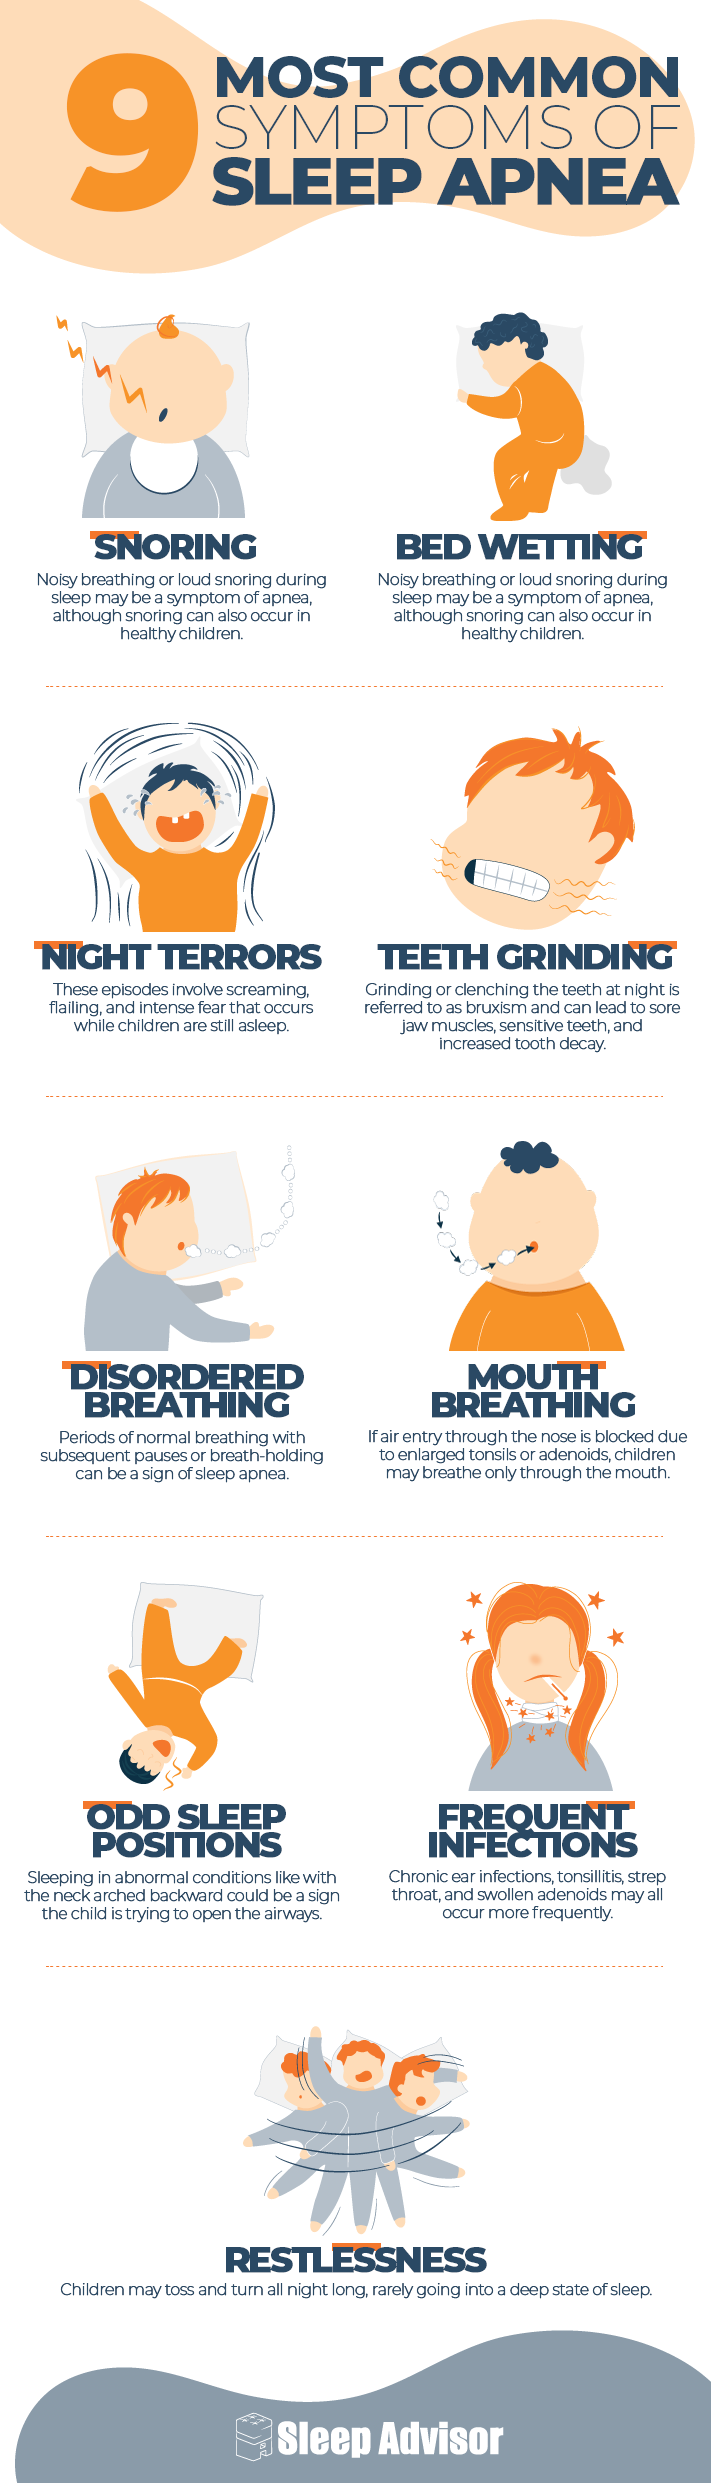 9
MOST COMMON
SYMPTOMS OF
SLEEP APNEA
SNORING
Noisy breathing or loud snoring during
sleep may be a symptom of apnea,
although snoring can also occur in
healthy children.
BED WETTING
Noisy breathing or loud snoring during
sleep may be a symptom of apnea,
although snoring can also occur in
healthy children.
NIGHT TERRORS
These episodes involve screaming,
flailing, and intense fear that occurs
while children are still asleep.
TEETH GRINDING
Grinding or clenching the teeth at night is
referred to as bruxism and can lead to sore
jaw muscles, sensitive teeth, and
increased tooth decay.
DISORDERED
BREATHING
Periods of normal breathing with
subsequent pauses or breath-holding
can be a sign of sleep apnea.
MOUTH
BREATHING
If air entry through the nose is blocked due
to enlarged tonsils or adenoids, children
may breathe only through the mouth.
ODD SLEEP
POSITIONS
Sleeping in abnormal conditions like with
the neck arched backward could be a sign
the child is trying to open the airways.
FREQUENT
INFECTIONS
Chronic ear infections, tonsillitis, strep
throat, and swollen adenoids may all
occur more frequently.
RESTLESSNESS
Children may toss and turn all night long, rarely going into a deep state of sleep.
Sleep Advisor